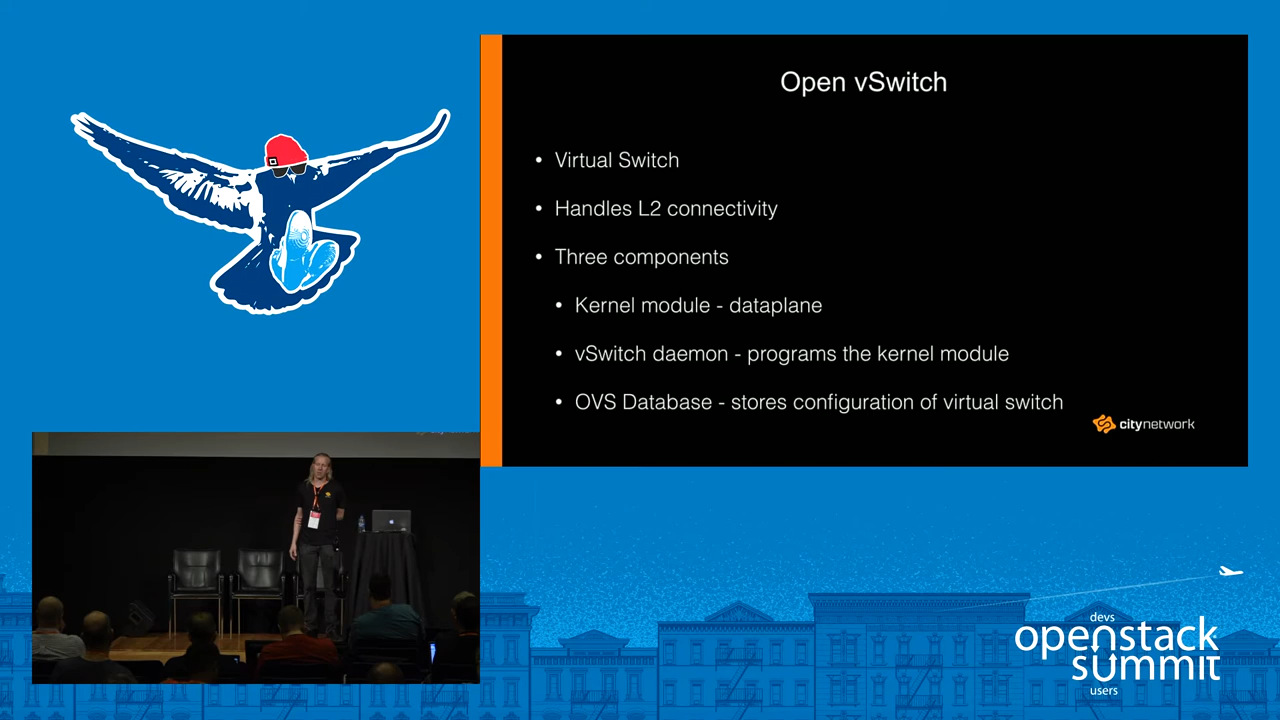 Open vSwitch
• Virtual Switch
• Handles L2 connectivity
• Three components
• Kernel module - dataplane
• vSwitch daemon - programs the kernel module
• OVS Database - stores configuration of virtual switch
citynetwork
devs
openstack
summit
users